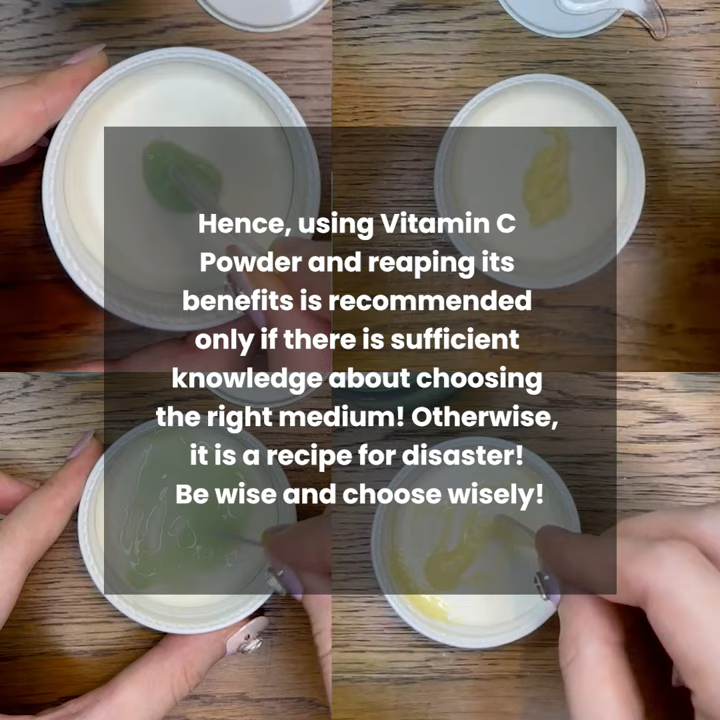 Hence, using Vitamin C
Powder and reaping its
benefits is recommended
only if there is sufficient
knowledge about choosing
the right medium! Otherwise,
it is a recipe for disaster!
Be wise and choose wisely!